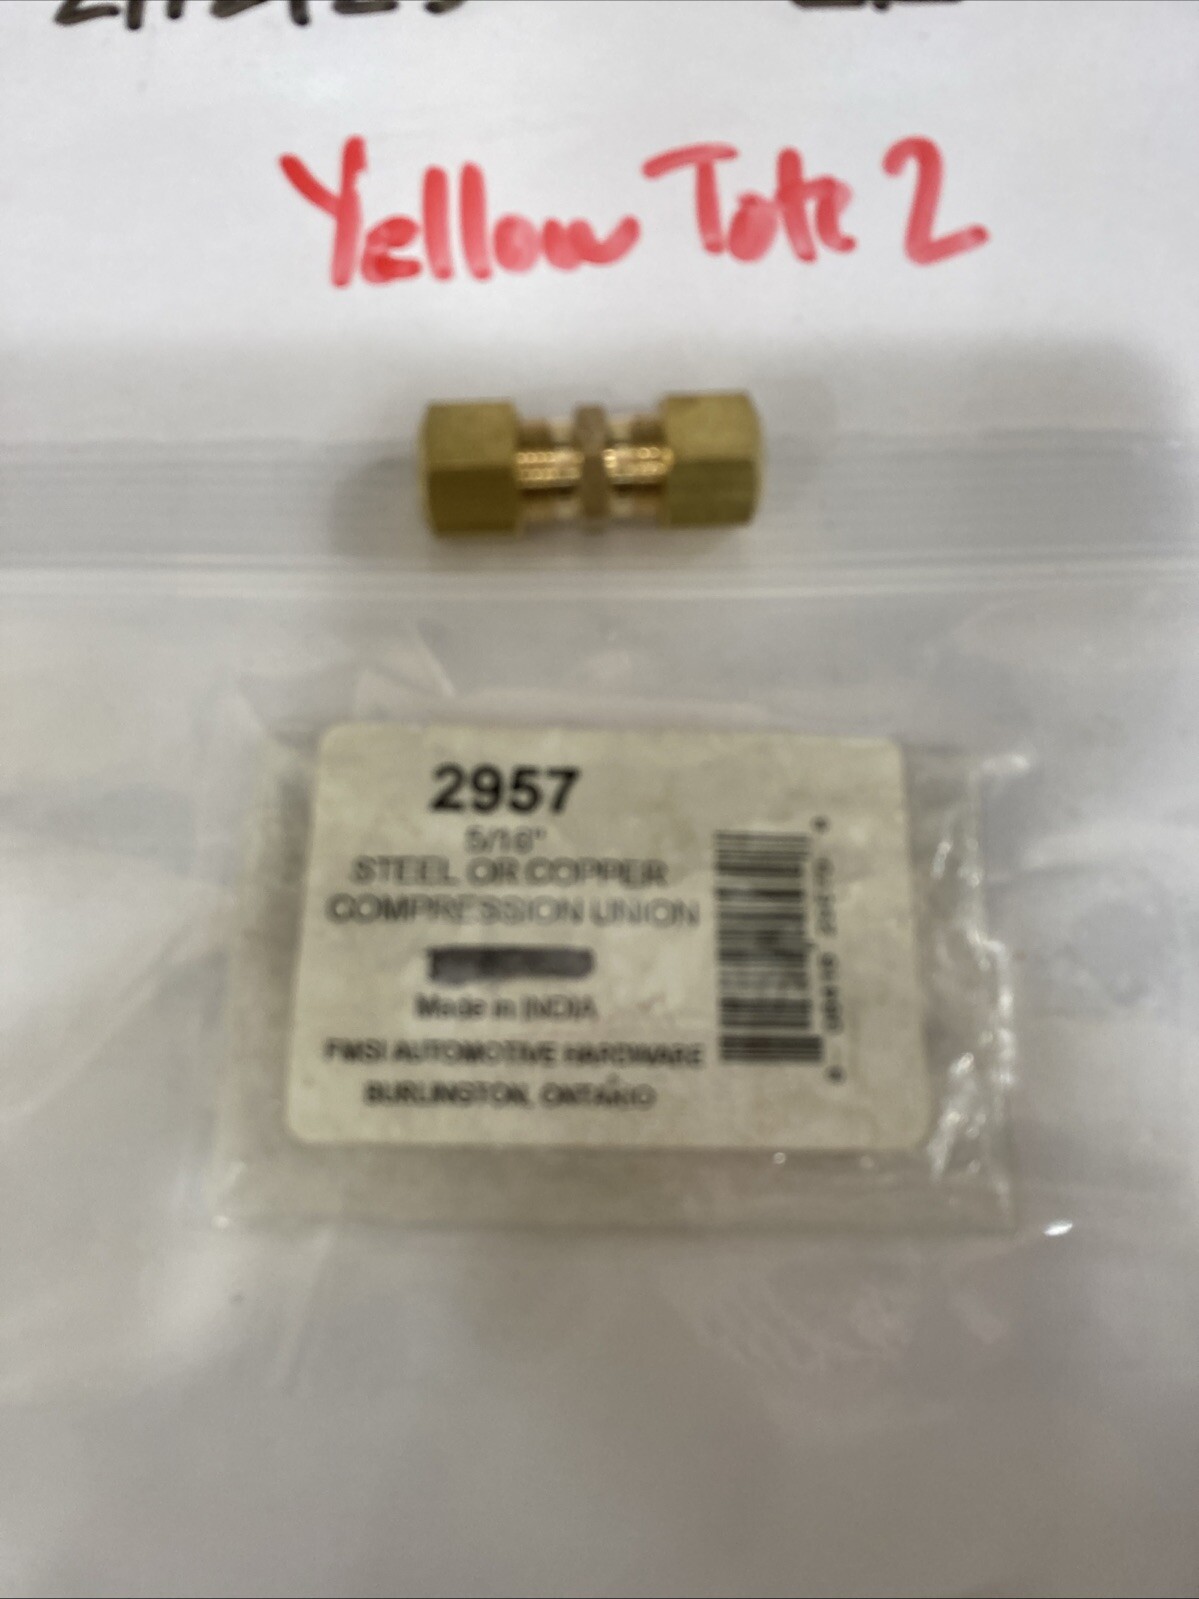 Yellow Tote 2
2957
5/16"
STEEL OR COPPER
COMPRESSION UNION
Made in INDIA
FMSI AUTOMOTIVE HARDWARE
BURLINGTON, ONTARIO